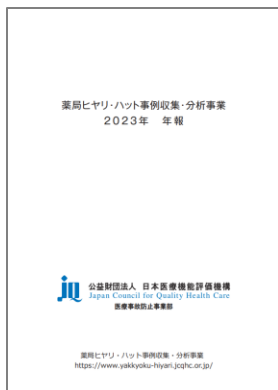 薬局ヒヤリ・ハット事例収集・分析事業
2023年 年報
jq
公益財団法人 日本医療機能評価機構
Japan Council for Quality Health Care
医療事故防止事業部
薬局ヒヤリ・ハット事例収集・分析事業
https://www.yakkyoku-hiyari.jcqhc.or.jp/